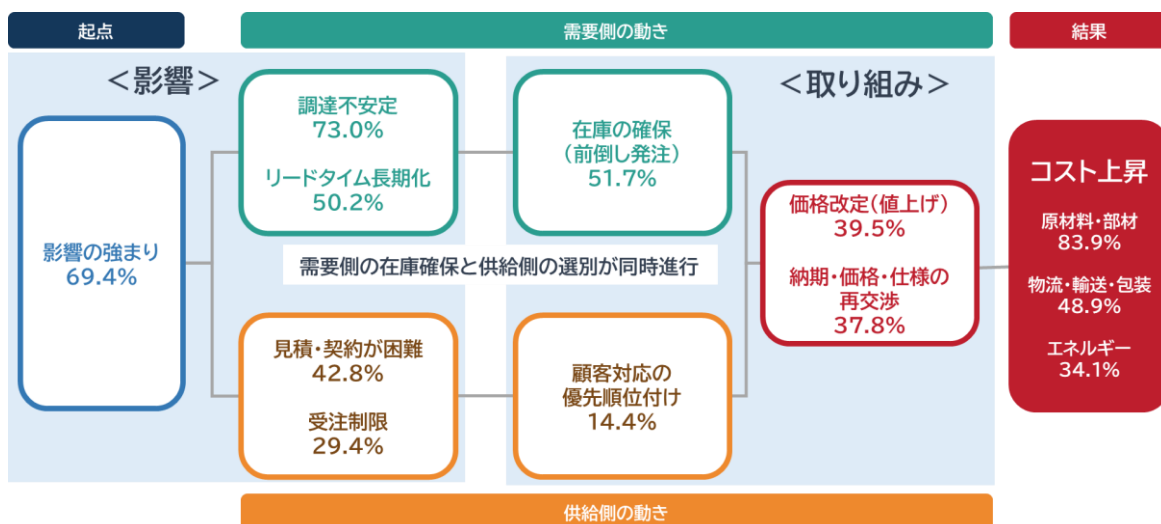 起点
需要側の動き
結果
＜影響＞
＜取り組み＞
影響の強まり
69.4%
調達不安定
73.0%
リードタイム長期化
50.2%
在庫の確保
（前倒し発注）
51.7%
需要側の在庫確保と供給側の選別が同時進行
見積・契約が困難
42.8%
受注制限
29.4%
顧客対応の
優先順位付け
14.4%
価格改定（値上げ）
39.5%
納期・価格・仕様の
再交渉
37.8%
コスト上昇
原材料・部材
83.9%
物流・輸送・包装
48.9%
エネルギー
34.1%
供給側の動き